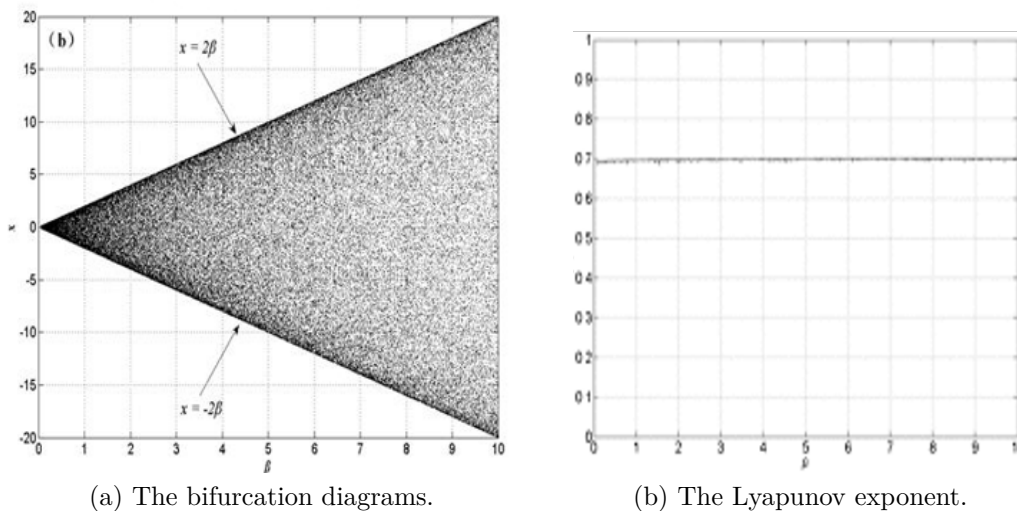 20
(b)
x = 2β
15
10
5
0
-5
-10
-15
-20
x
x = -2β
0 1 2 3 4 5 6 7 8 9 10
β
1
0.9
0.8
0.7
0.6
0.5
0.4
0.3
0.2
0.1
0
0 1 2 3 4 5 6 7 8 9 1
(a) The bifurcation diagrams.
(b) The Lyapunov exponent.